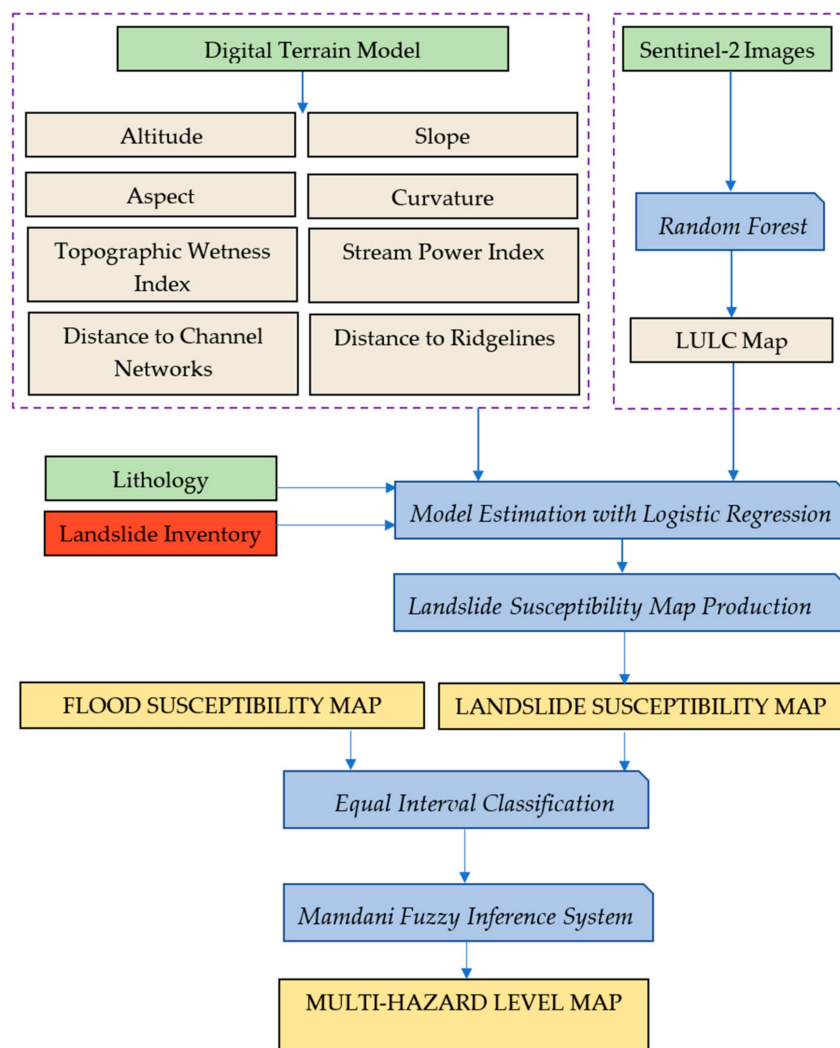 Digital Terrain Model
Sentinel-2 Images
Altitude
Slope
Aspect
Curvature
Random Forest
Topographic Wetness
Index
Stream Power Index
Distance to Channel
Networks
Distance to Ridgelines
LULC Map
Lithology
Landslide Inventory
Model Estimation with Logistic Regression
Landslide Susceptibility Map Production
FLOOD SUSCEPTIBILITY MAP
LANDSLIDE SUSCEPTIBILITY MAP
Equal Interval Classification
Mamdani Fuzzy Inference System
MULTI-HAZARD LEVEL MAP